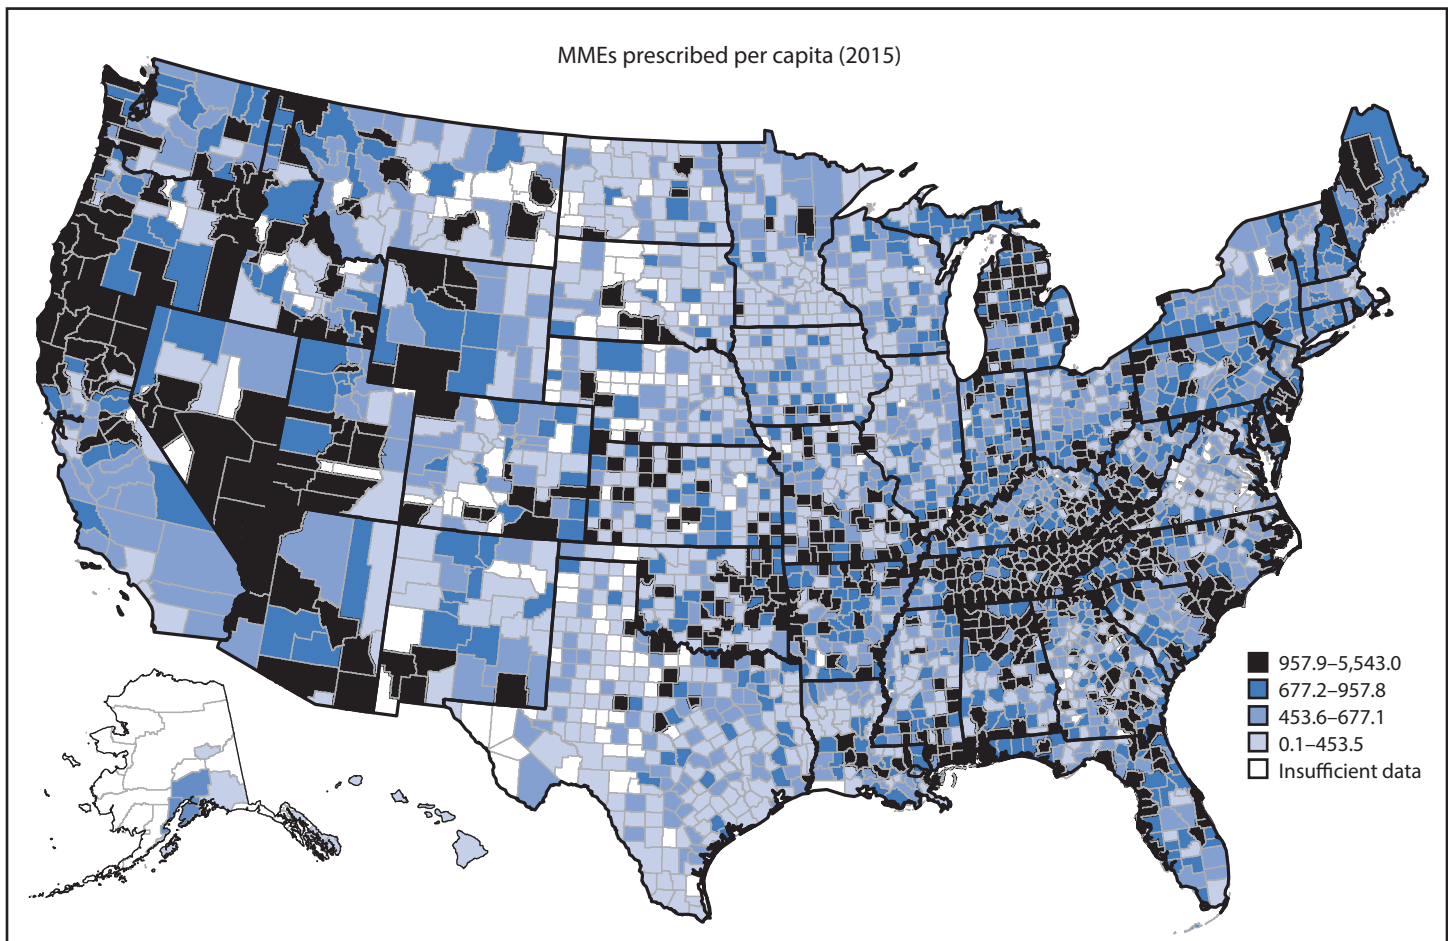 MMEs prescribed per capita (2015)
957.9–5,543.0
677.2–957.8
453.6–677.1
0.1–453.5
Insufficient data